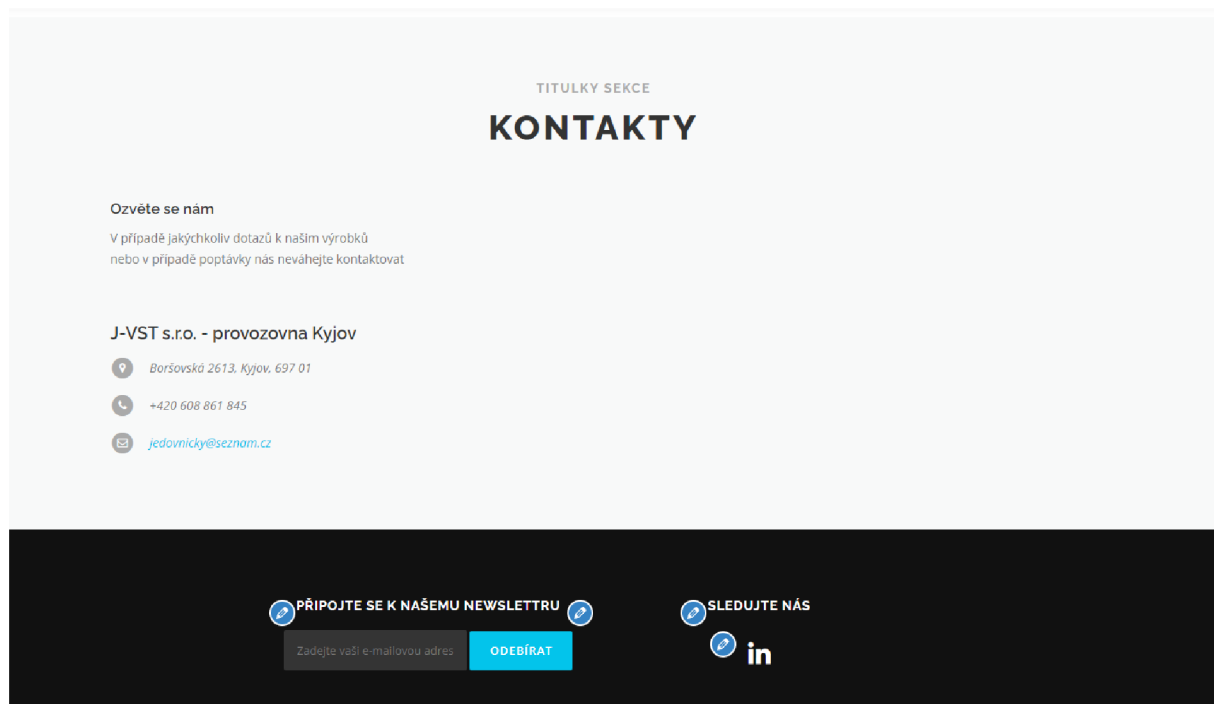 TITULKY SEKCE
KONTAKTY
Ozvěte se nám
V případě jakýchkoliv dotazů k našim výrobků
nebo v případě poptávky nás neváhejte kontaktovat
J-VST s.r.o. - provozovna Kyjov
Boršovská 2613, Kyjov, 697 01
+420 608 861 845
jedovnicky@seznam.cz
PŘIPOJTE SE K NAŠEMU NEWSLETTRU
Zadejte vaši e-mailovou adres
ODEBÍRAT
SLEDUJTE NÁS
in